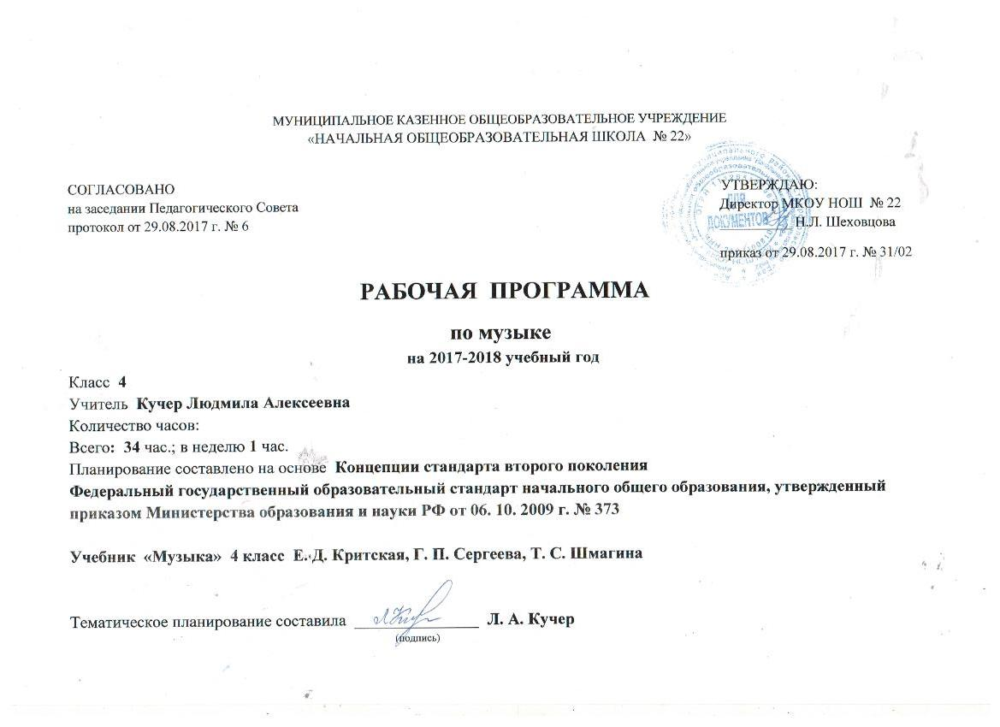 МУНИЦИПАЛЬНОЕ КАЗЕННОЕ ОБЩЕОБРАЗОВАТЕЛЬНОЕ УЧРЕЖДЕНИЕ
«НАЧАЛЬНАЯ ОБЩЕОБРАЗОВАТЕЛЬНАЯ ШКОЛА № 22»
СОГЛАСОВАНО
на заседании Педагогического Совета
протокол от 29.08.2017 г. № 6
УТВЕРЖДАЮ:
Директор МКОУ НОШ № 22
Н.Л. Шеховцова
приказ от 29.08.2017 г. № 31/02
ДЛЯ
ДОКУМЕНТОВ
РАБОЧАЯ ПРОГРАММА
по музыке
на 2017-2018 учебный год
Класс 4
Учитель Кучер Людмила Алексеевна
Количество часов:
Всего: 34 час.; в неделю 1 час.
Планирование составлено на основе Концепции стандарта второго поколения
Федеральный государственный образовательный стандарт начального общего образования, утвержденный
приказом Министерства образования и науки РФ от 06. 10. 2009 г. № 373
Учебник «Музыка» 4 класс Е. Д. Критская, Г. П. Сергеева, Т. С. Шмагина
Тематическое планирование составила ________________ Л. А. Кучер
(подпись)